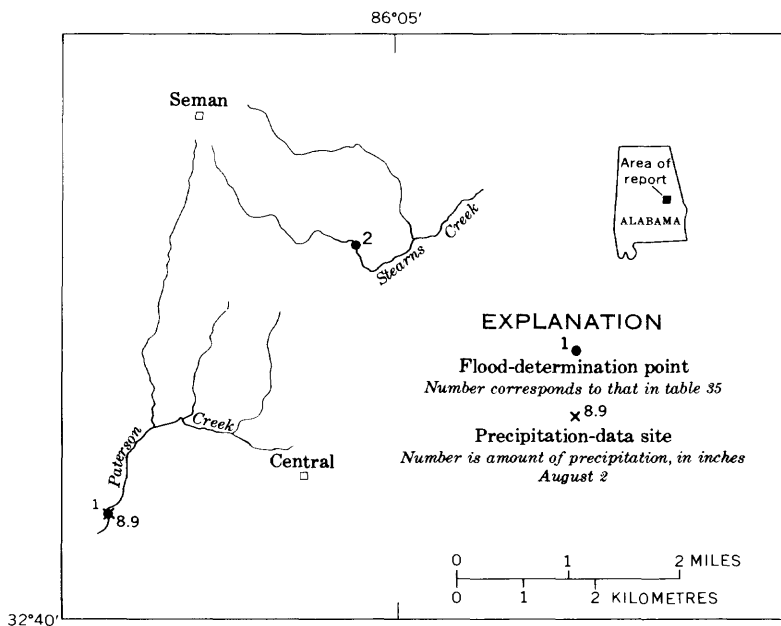 86°05′
Seman
Area of
report
ALABAMA
2
Stearns Creek
EXPLANATION
1
Flood-determination point
Number corresponds to that in table 35
8.9
Precipitation-data site
Number is amount of precipitation, in inches
August 2
Paterson Creek
Central
1
8.9
0 1 2 MILES
0 1 2 KILOMETRES
32°40′